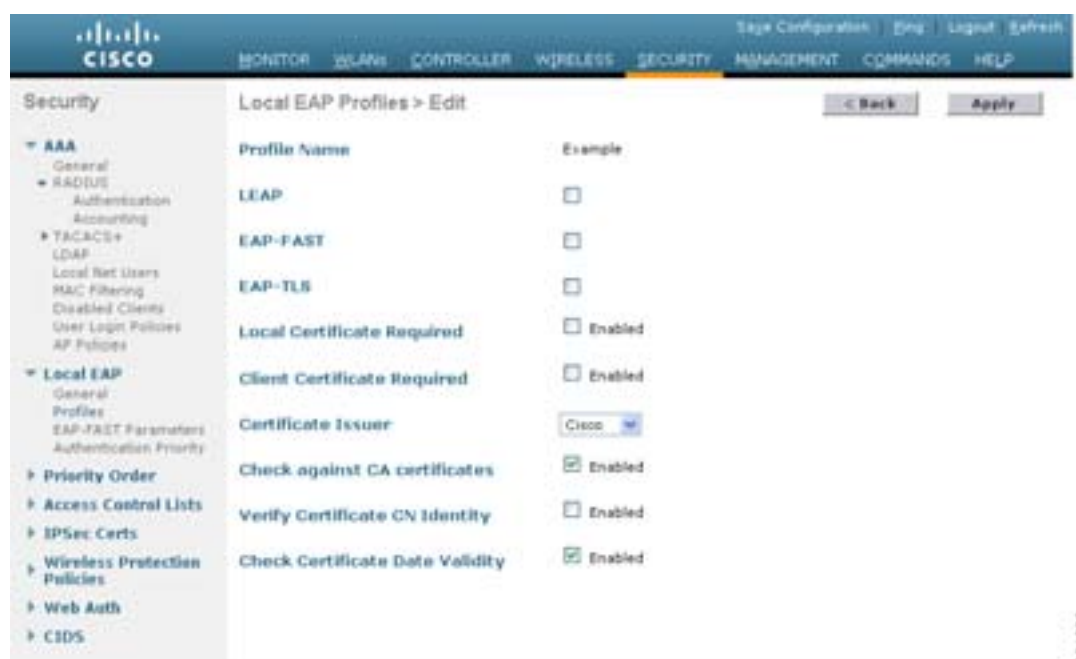 Save Configuration | Ping | Logout | Refresh
CISCO
MONITOR WLANs CONTROLLER WIRELESS SECURITY MANAGEMENT COMMANDS HELP
Security
AAA
General
RADIUS
Authentication
Accounting
TACACS+
LDAP
Local Net Users
MAC Filtering
Disabled Clients
User Login Policies
AP Policies
Local EAP
General
Profiles
EAP-FAST Parameters
Authentication Priority
Priority Order
Access Control Lists
IPSec Certs
Wireless Protection
Policies
Web Auth
CIDS
Local EAP Profiles > Edit
< Back
Apply
Profile Name Example
LEAP
EAP-FAST
EAP-TLS
Local Certificate Required Enabled
Client Certificate Required Enabled
Certificate Issuer Cisco
Check against CA certificates Enabled
Verify Certificate CN Identity Enabled
Check Certificate Date Validity Enabled